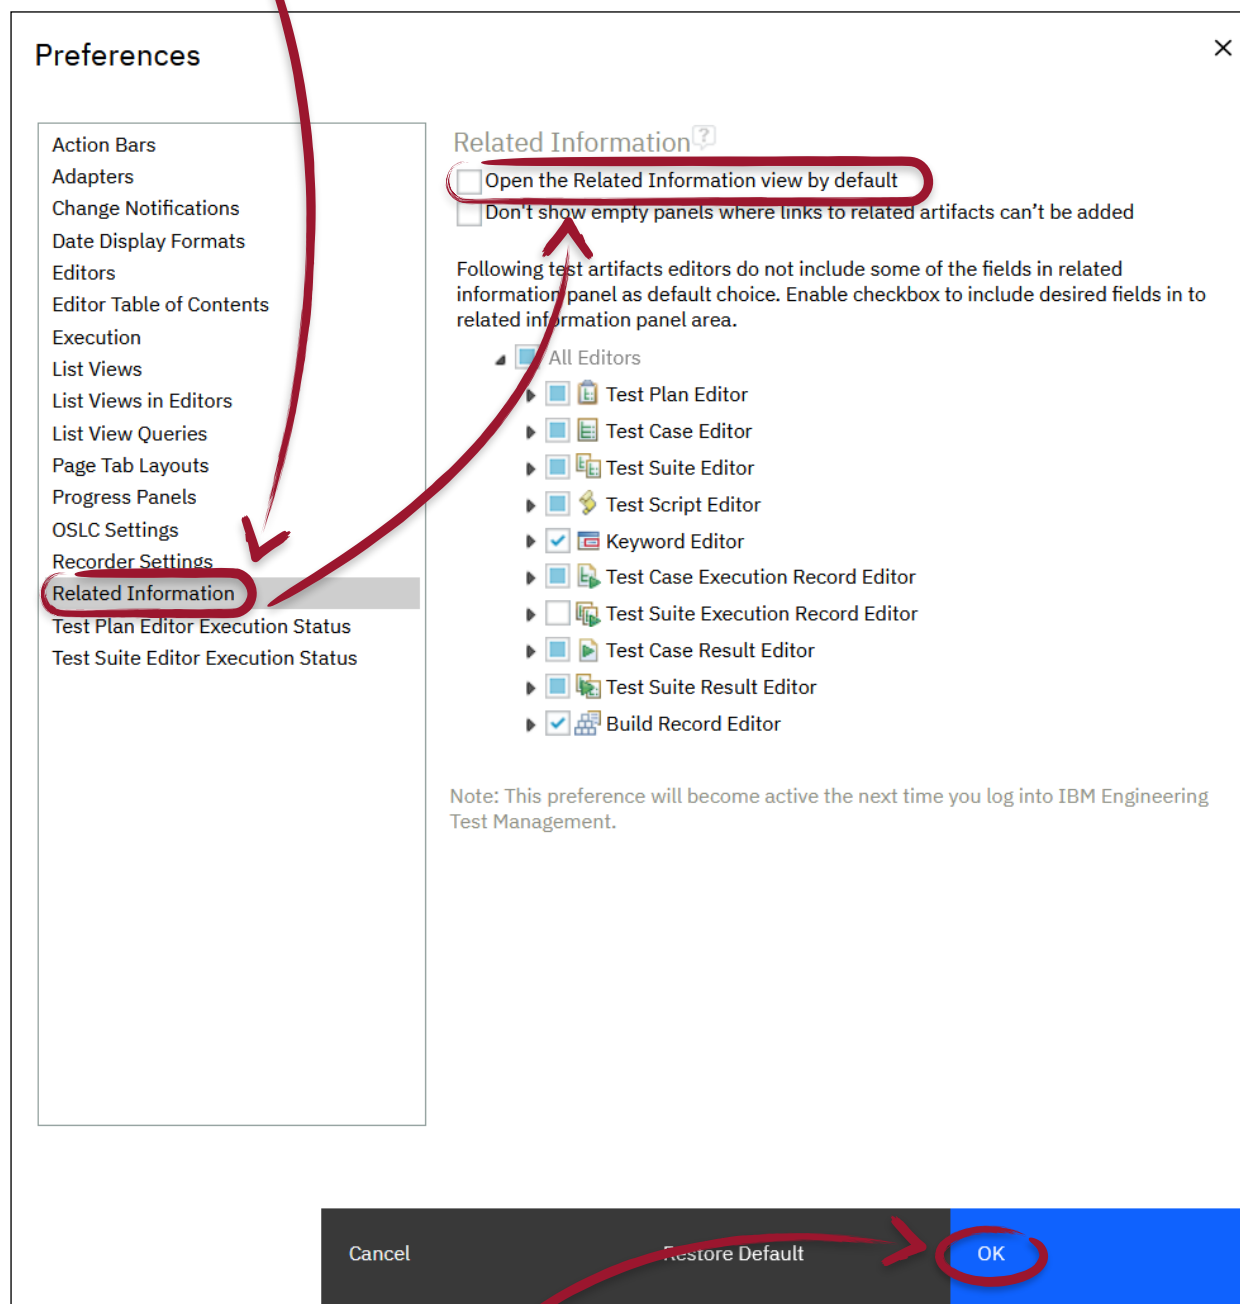 Preferences
Action Bars
Adapters
Change Notifications
Date Display Formats
Editors
Editor Table of Contents
Execution
List Views
List Views in Editors
List View Queries
Page Tab Layouts
Progress Panels
OSLC Settings
Recorder Settings
Related Information
Test Plan Editor Execution Status
Test Suite Editor Execution Status
Related Information ?
Open the Related Information view by default
Don't show empty panels where links to related artifacts can't be added
Following test artifacts editors do not include some of the fields in related
information panel as default choice. Enable checkbox to include desired fields in to
related information panel area.
All Editors
Test Plan Editor
Test Case Editor
Test Suite Editor
Test Script Editor
Keyword Editor
Test Case Execution Record Editor
Test Suite Execution Record Editor
Test Case Result Editor
Test Suite Result Editor
Build Record Editor
Note: This preference will become active the next time you log into IBM Engineering
Test Management.
Cancel
Restore Default
OK